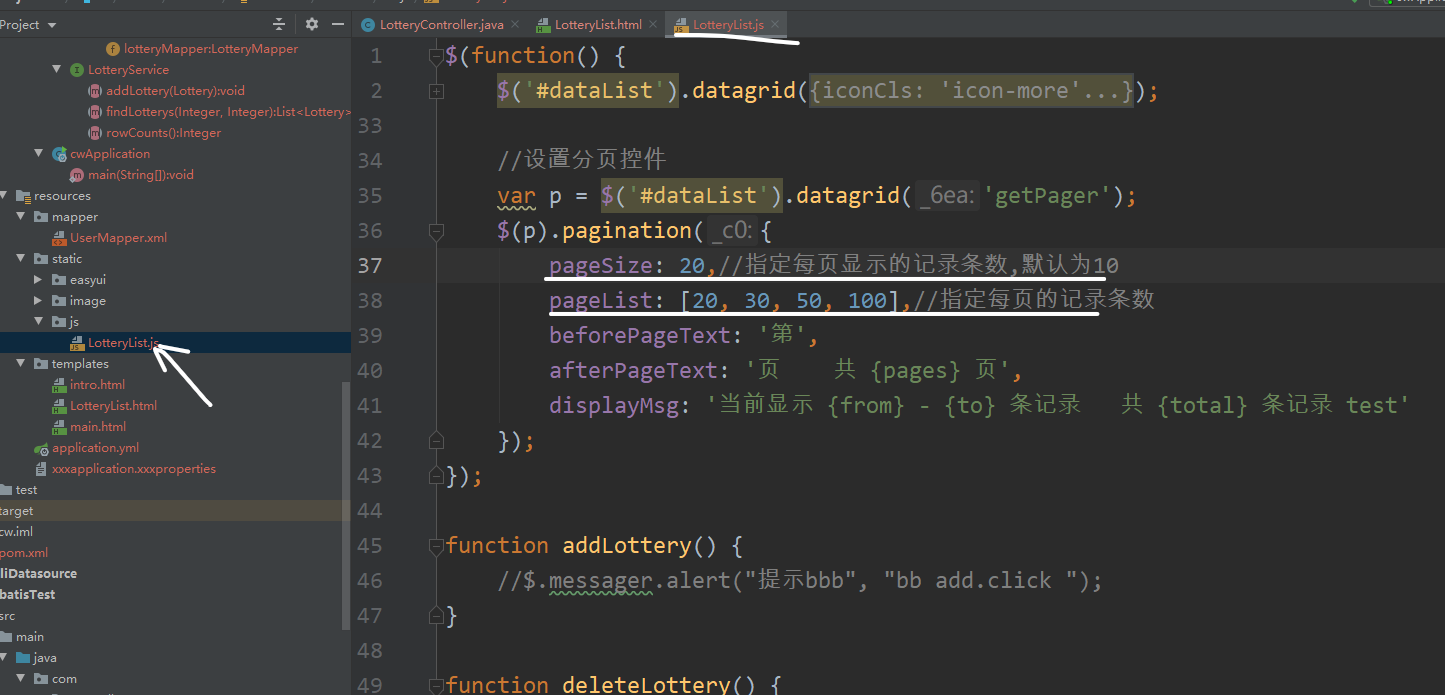 Project
LotteryController.java
LotteryList.html
LotteryList.js
lotteryMapper:LotteryMapper
LotteryService
addLottery(Lottery):void
findLotterys(Integer, Integer):List<Lottery>
rowCounts():Integer
cwApplication
main(String[]):void
resources
mapper
UserMapper.xml
static
easyui
image
js
LotteryList.js
templates
intro.html
LotteryList.html
main.html
application.yml
xxxapplication.xxxproperties
test
target
cw.iml
pom.xml
liDatasource
batisTest
src
main
java
com
1 $(function() {
2 $('#dataList').datagrid({iconCls: 'icon-more'...});
33
34 //设置分页控件
35 var p = $('#dataList').datagrid( _6ea: 'getPager');
36 $(p).pagination( _c0: {
37 pageSize: 20,//指定每页显示的记录条数,默认为10
38 pageList: [20, 30, 50, 100],//指定每页的记录条数
39 beforePageText: '第',
40 afterPageText: '页    共 {pages} 页',
41 displayMsg: '当前显示 {from} - {to} 条记录   共 {total} 条记录 test'
42 });
43 });
44
45 function addLottery() {
46 //$.messager.alert("提示bbb", "bb add.click ");
47 }
48
49 function deleteLottery() {